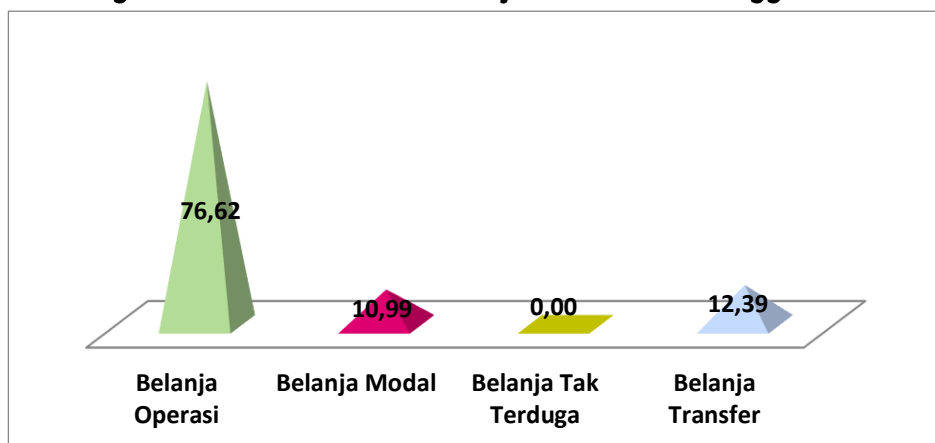 76,62
10,99
0,00
12,39
Belanja Operasi
Belanja Modal
Belanja Tak Terduga
Belanja Transfer